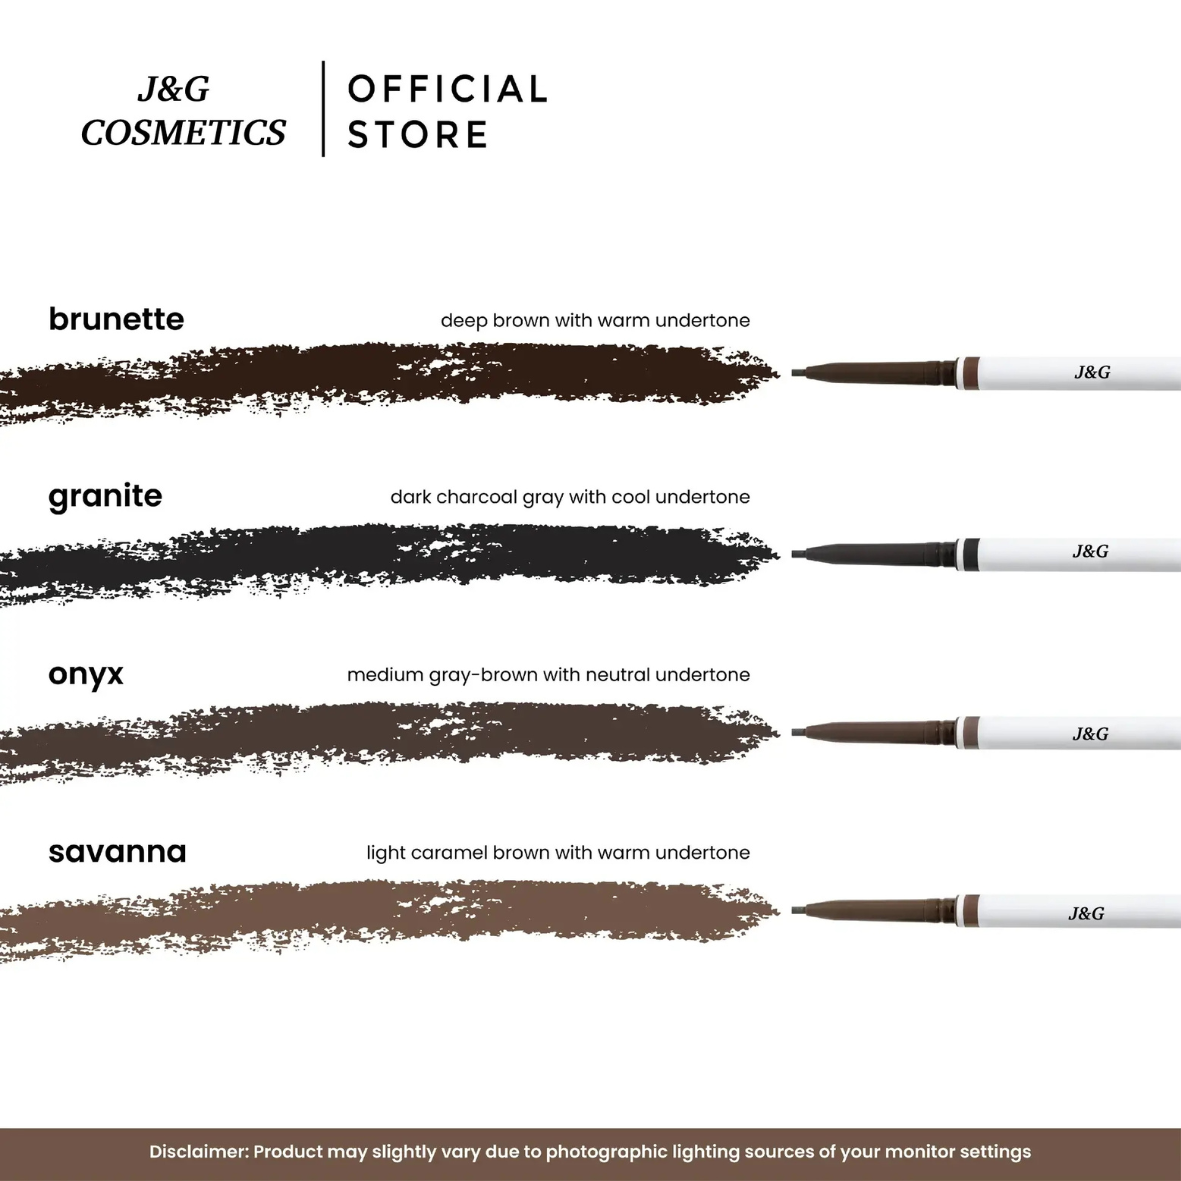 J&G
COSMETICS
OFFICIAL
STORE
brunette
deep brown with warm undertone
J&G
granite
dark charcoal gray with cool undertone
J&G
onyx
medium gray-brown with neutral undertone
J&G
savanna
light caramel brown with warm undertone
J&G
Disclaimer: Product may slightly vary due to photographic lighting sources of your monitor settings